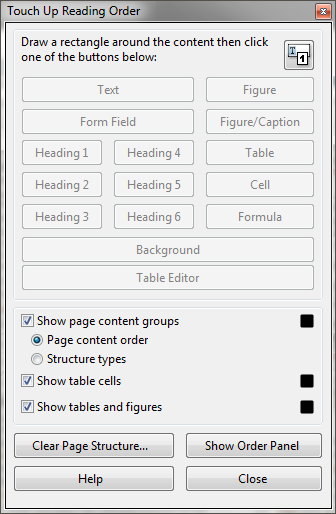 Touch Up Reading Order
Draw a rectangle around the content then click
one of the buttons below:
Text
Figure
Form Field
Figure/Caption
Heading 1
Heading 4
Table
Heading 2
Heading 5
Cell
Heading 3
Heading 6
Formula
Background
Table Editor
Show page content groups
Page content order
Structure types
Show table cells
Show tables and figures
Clear Page Structure...
Show Order Panel
Help
Close